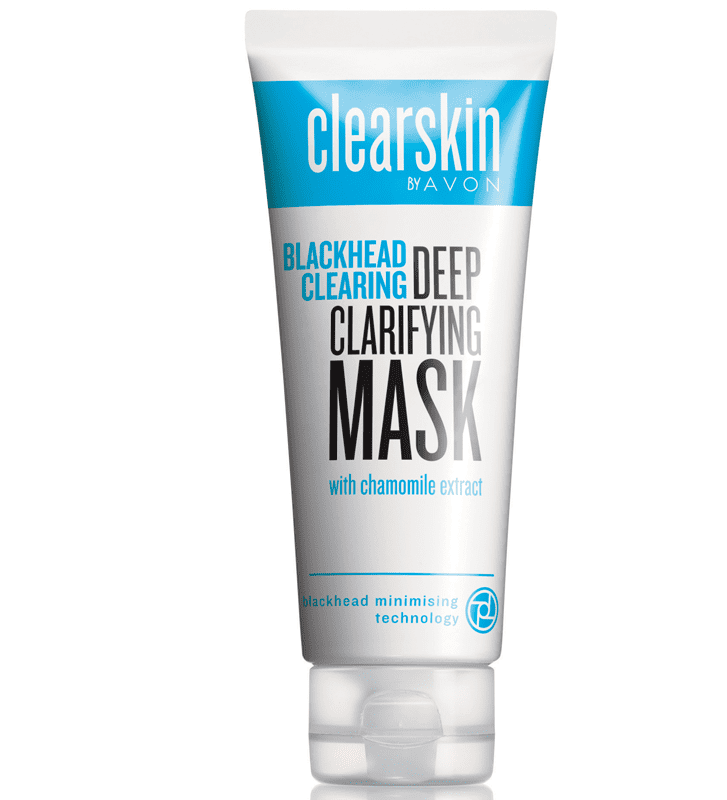 clearskin
BY AVON
BLACKHEAD
CLEARING
DEEP
CLARIFYING
MASK
with chamomile extract
blackhead minimising
technology